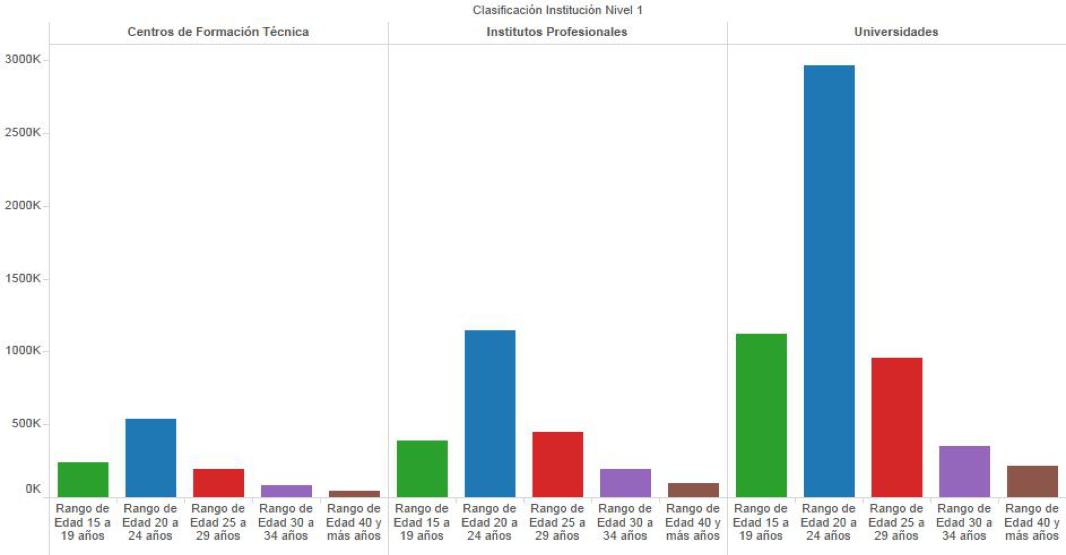 Clasificación Institución Nivel 1
Centros de Formación Técnica
Institutos Profesionales
Universidades
3000K
2500K
2000K
1500K
1000K
500K
0K
Rango de
Edad 15 a
19 años
Rango de
Edad 20 a
24 años
Rango de
Edad 25 a
29 años
Rango de
Edad 30 a
34 años
Rango de
Edad 40 y
más años
Rango de
Edad 15 a
19 años
Rango de
Edad 20 a
24 años
Rango de
Edad 25 a
29 años
Rango de
Edad 30 a
34 años
Rango de
Edad 40 y
más años
Rango de
Edad 15 a
19 años
Rango de
Edad 20 a
24 años
Rango de
Edad 25 a
29 años
Rango de
Edad 30 a
34 años
Rango de
Edad 40 y
más años